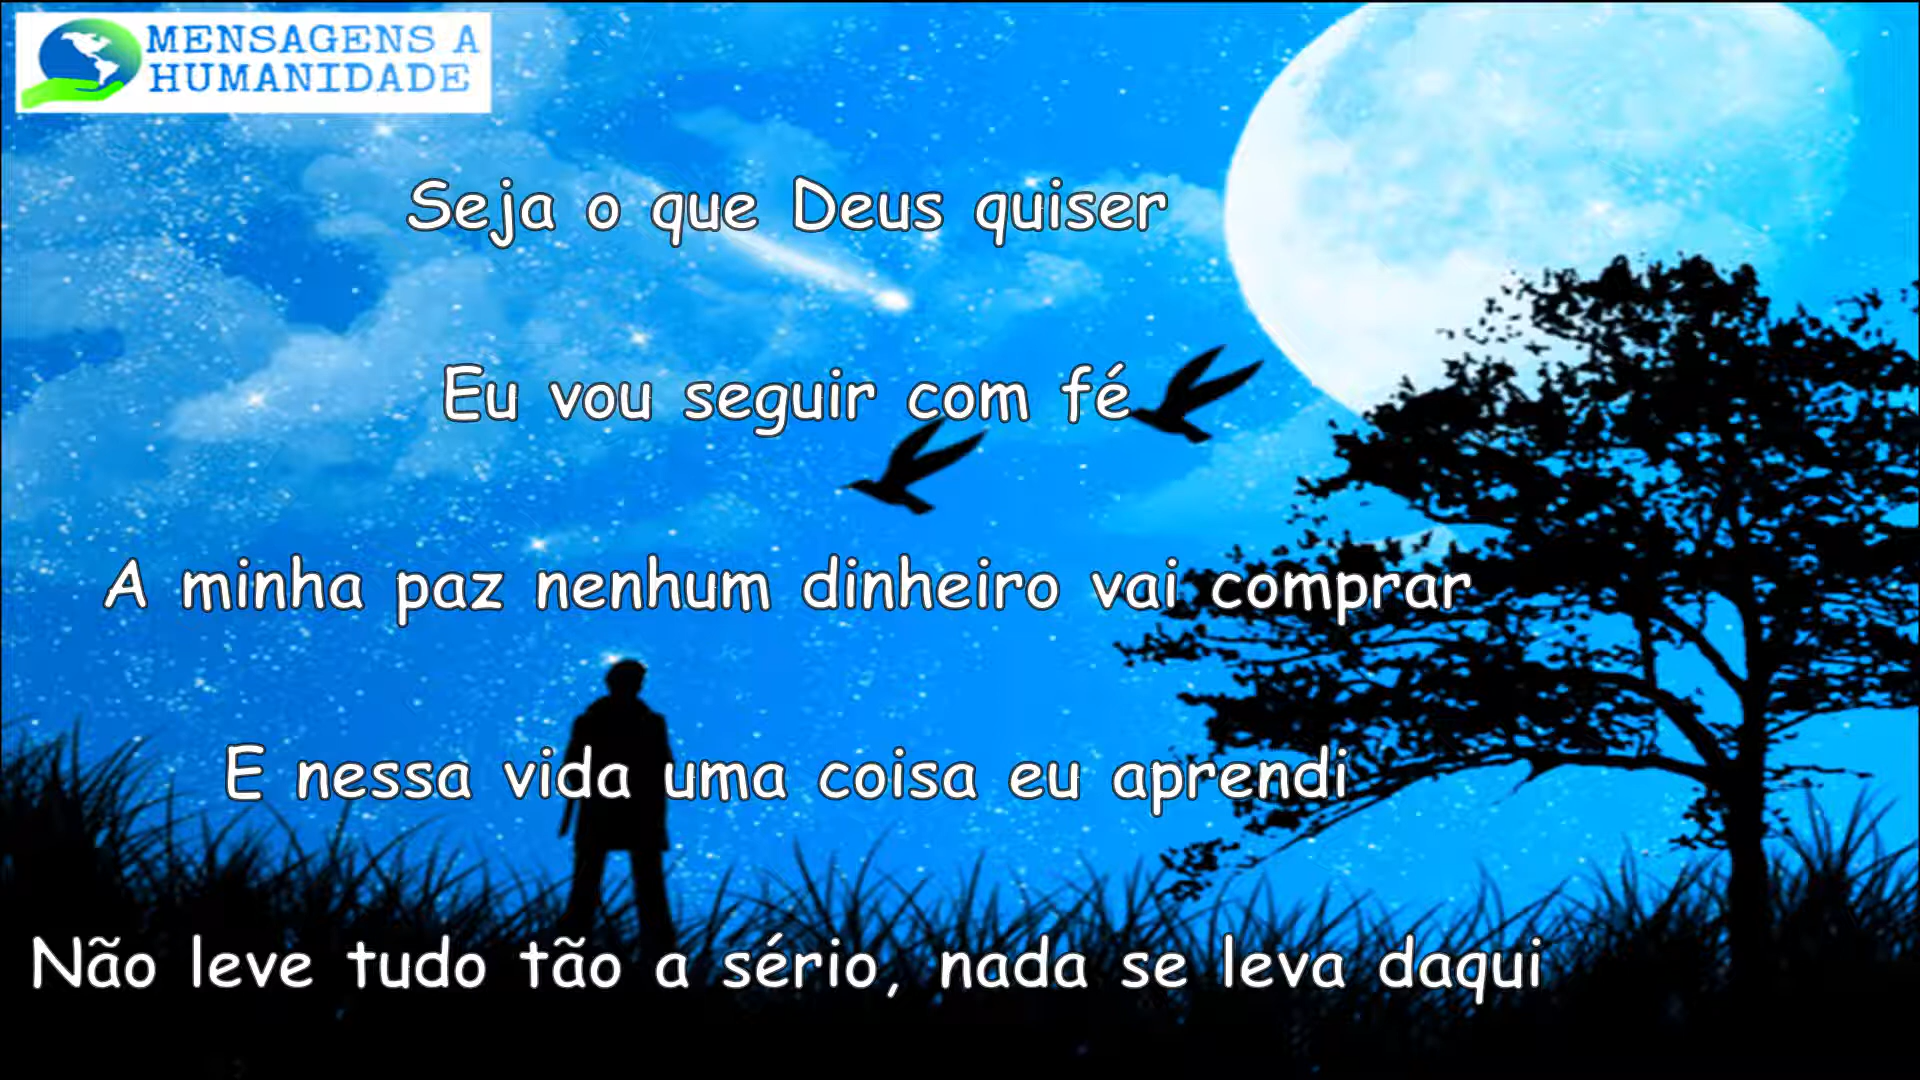 MENSAGENS A
HUMANIDADE
Seja o que Deus quiser
Eu vou seguir com fé
A minha paz nenhum dinheiro vai comprar
E nessa vida uma coisa eu aprendi
Não leve tudo tão a sério, nada se leva daqui